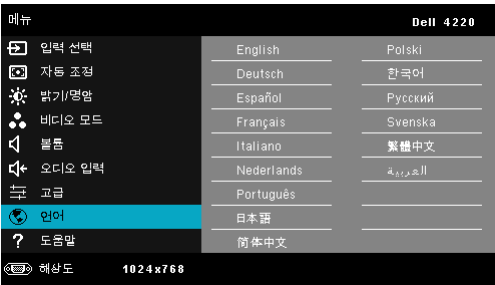 메뉴 Dell 4220
입력 선택 English Polski
자동 조정 Deutsch 한국어
밝기/명암 Español Русский
비디오 모드 Français Svenska
볼륨 Italiano 繁體中文
오디오 입력 Nederlands العربية
고급 Português
언어 日本語
? 도움말 简体中文
해상도 1024x768